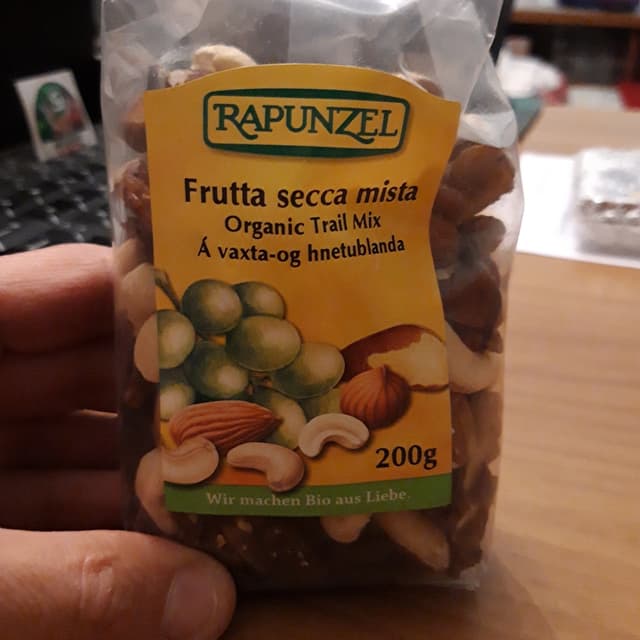 RAPUNZEL
Frutta secca mista
Organic Trail Mix
Á vaxta-og hnetublanda
200g
Wir machen Bio aus Liebe.